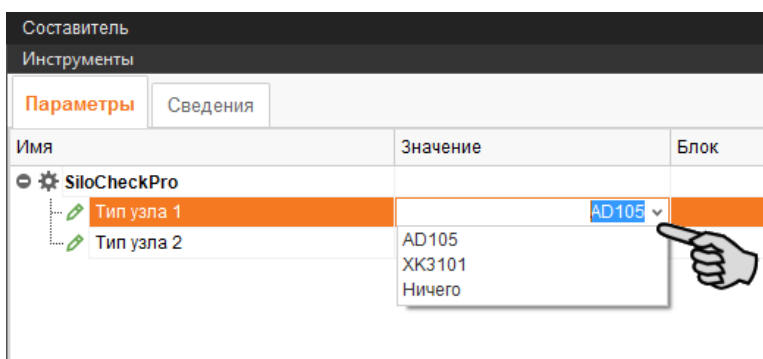 Составитель
Инструменты
Параметры Сведения
Имя Значение Блок
SiloCheckPro
Тип узла 1 AD105
Тип узла 2 AD105
XK3101
Ничего